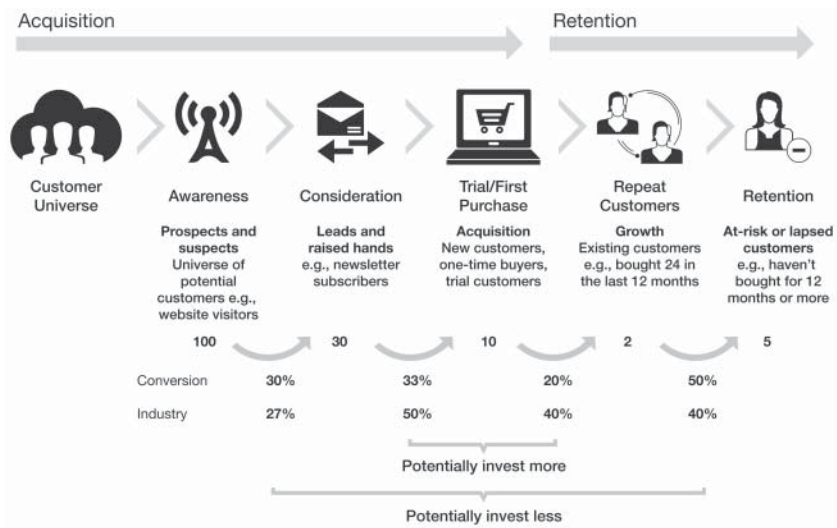 Acquisition
Retention
Customer
Universe
Awareness
Consideration
Trial/First
Purchase
Repeat
Customers
Retention
Prospects and
suspects
Universe of
potential
customers e.g.,
website visitors
Leads and
raised hands
e.g., newsletter
subscribers
Acquisition
New customers,
one-time buyers,
trial customers
Growth
Existing customers
e.g., bought 24 in
the last 12 months
At-risk or lapsed
customers
e.g., haven't
bought for 12
months or more
100 30 10 2 5
Conversion 30% 33% 20% 50%
Industry 27% 50% 40% 40%
Potentially invest more
Potentially invest less